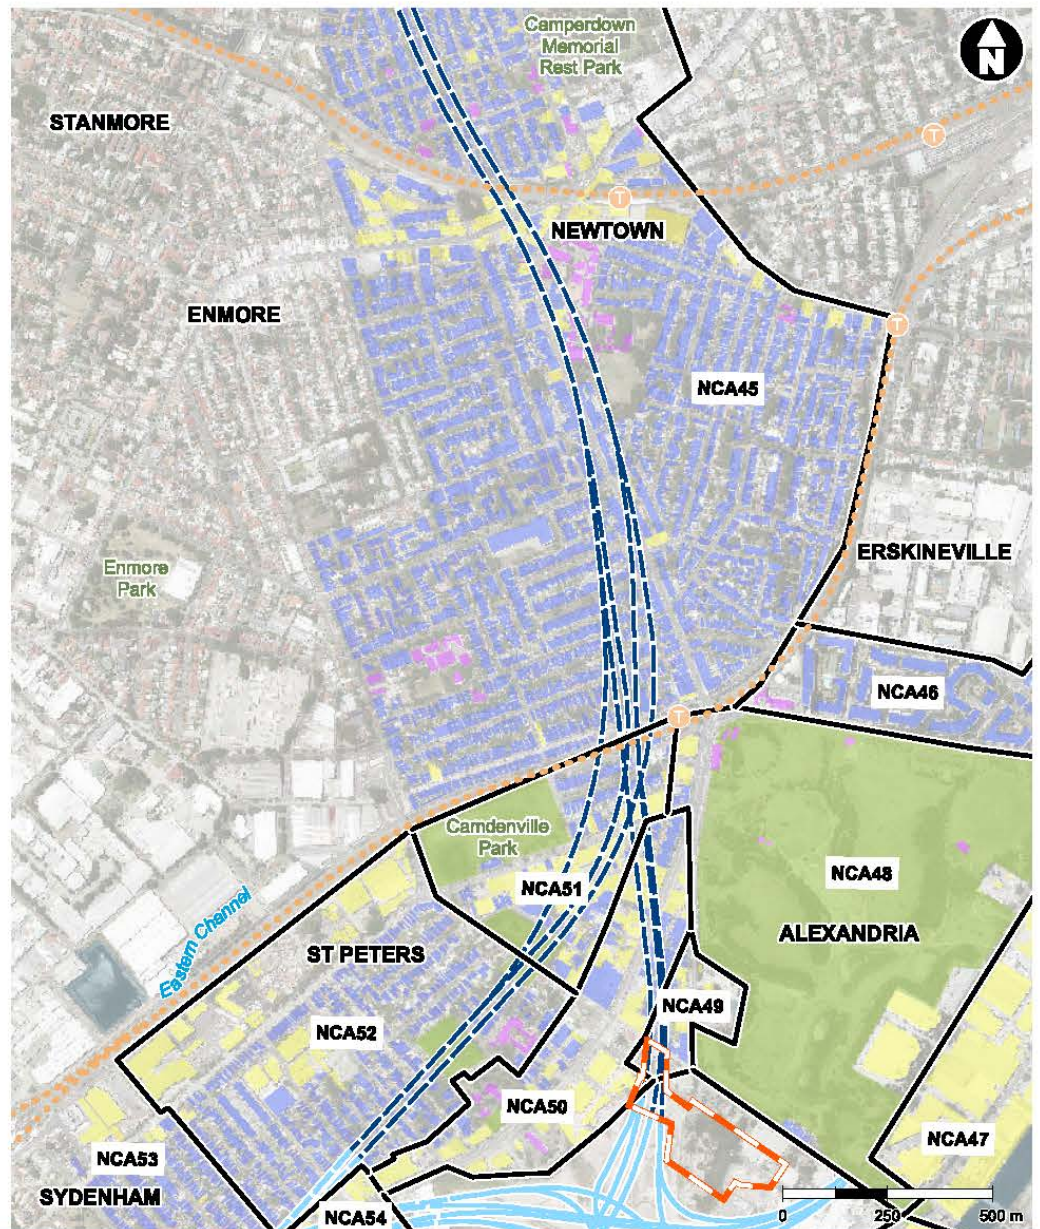 Camperdown
Memorial
Rest Park
N
STANMORE
T
T
NEWTOWN
ENMORE
T
NCA45
ERSKINEVILLE
Enmore
Park
NCA46
T
Camdenville
Park
NCA48
NCA51
ALEXANDRIA
Eastern Channel
ST PETERS
NCA49
NCA52
NCA50
NCA47
NCA53
SYDENHAM
NCA54
0 250 500 m